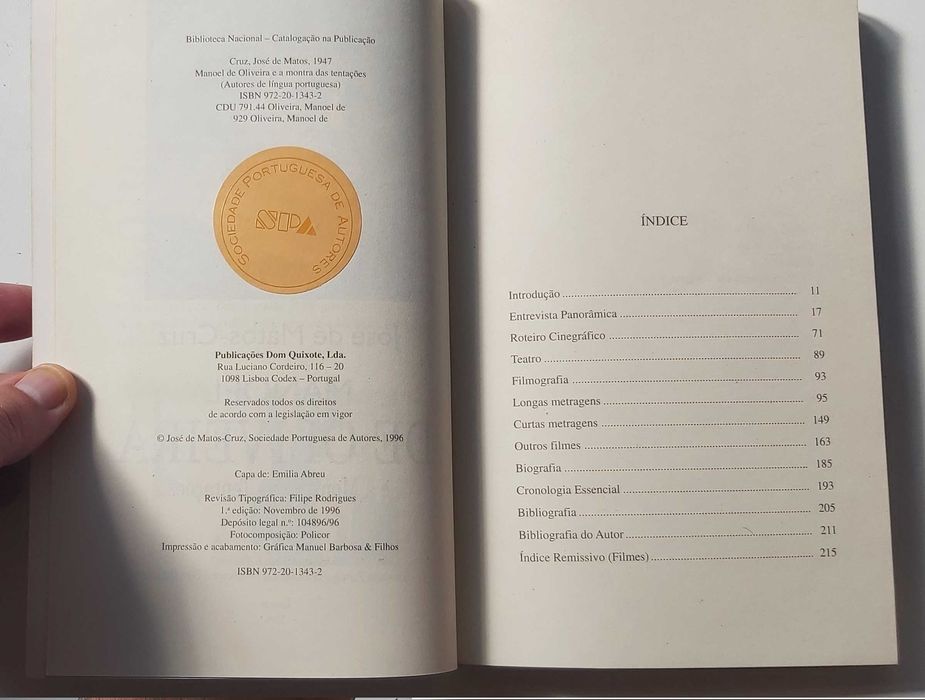 Biblioteca Nacional – Catalogação na Publicação
Cruz, José de Matos, 1947
Manoel de Oliveira e a montra das tentações
(Autores de língua portuguesa)
ISBN 972-20-1343-2
CDU 791.44 Oliveira, Manoel de
929 Oliveira, Manoel de
SOCIEDADE PORTUGUESA DE AUTORES
SPA
José de Matos-Cruz
Publicações Dom Quixote, Lda.
Rua Luciano Cordeiro, 116 – 20
1098 Lisboa Codex – Portugal
Reservados todos os direitos
de acordo com a legislação em vigor
© José de Matos-Cruz, Sociedade Portuguesa de Autores, 1996
Capa de: Emília Abreu
Revisão Tipográfica: Filipe Rodrigues
1.ª edição: Novembro de 1996
Depósito legal n.º: 104896/96
Fotocomposição: Policor
Impressão e acabamento: Gráfica Manuel Barbosa & Filhos
ISBN 972-20-1343-2
ÍNDICE
Introdução ........ 11
Entrevista Panorâmica ........ 17
Roteiro Cinegráfico ........ 71
Teatro ........ 89
Filmografia ........ 93
Longas metragens ........ 95
Curtas metragens ........ 149
Outros filmes ........ 163
Biografia ........ 185
Cronologia Essencial ........ 193
Bibliografia ........ 205
Bibliografia do Autor ........ 211
Índice Remissivo (Filmes) ........ 215